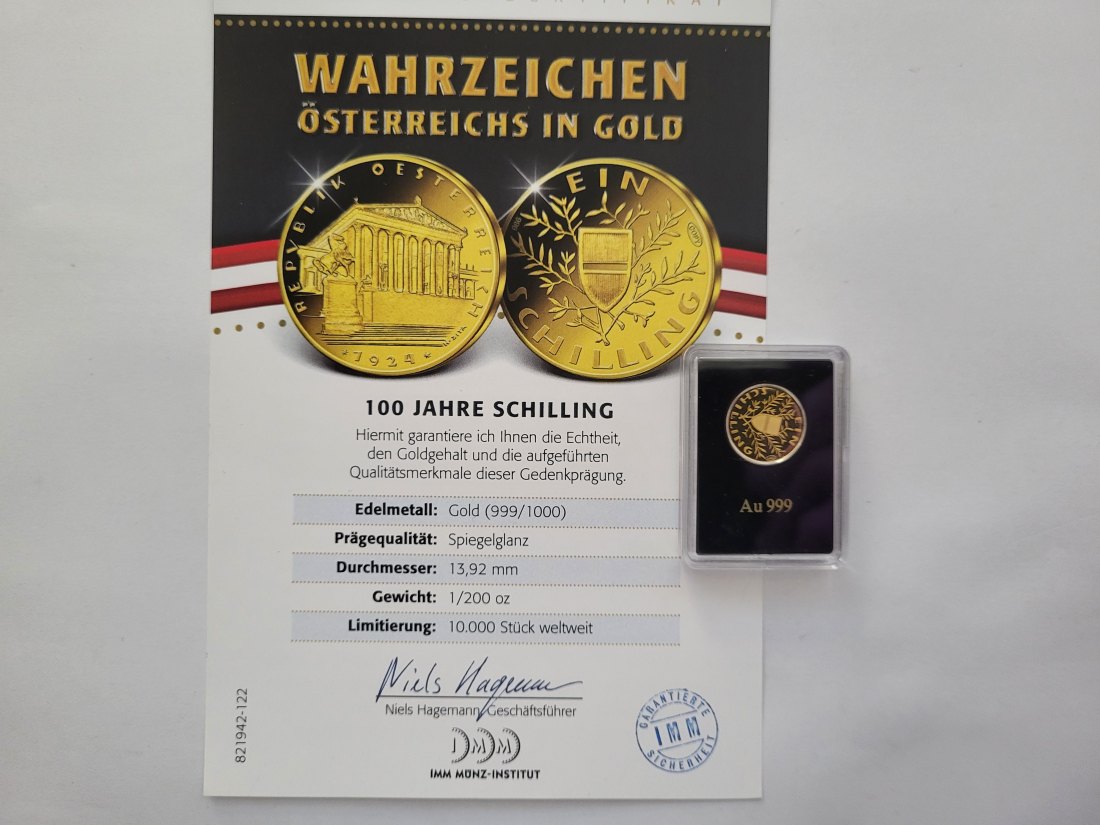 WAHRZEICHEN
ÖSTERREICHS IN GOLD
REPVBLIK OESTERREICH
*1924*
EIN
SCHILLING
COPY
100 JAHRE SCHILLING
Hiermit garantiere ich Ihnen die Echtheit,
den Goldgehalt und die aufgeführten
Qualitätsmerkmale dieser Gedenkprägung.
Edelmetall: Gold (999/1000)
Prägequalität: Spiegelglanz
Durchmesser: 13,92 mm
Gewicht: 1/200 oz
Limitierung: 10.000 Stück weltweit
Niels Hagemann
Niels Hagemann, Geschäftsführer
IMM
IMM MÜNZ-INSTITUT
821942-122
GARANTIERTE
IMM
SICHERHEIT
EIN
SCHILLING
Au 999